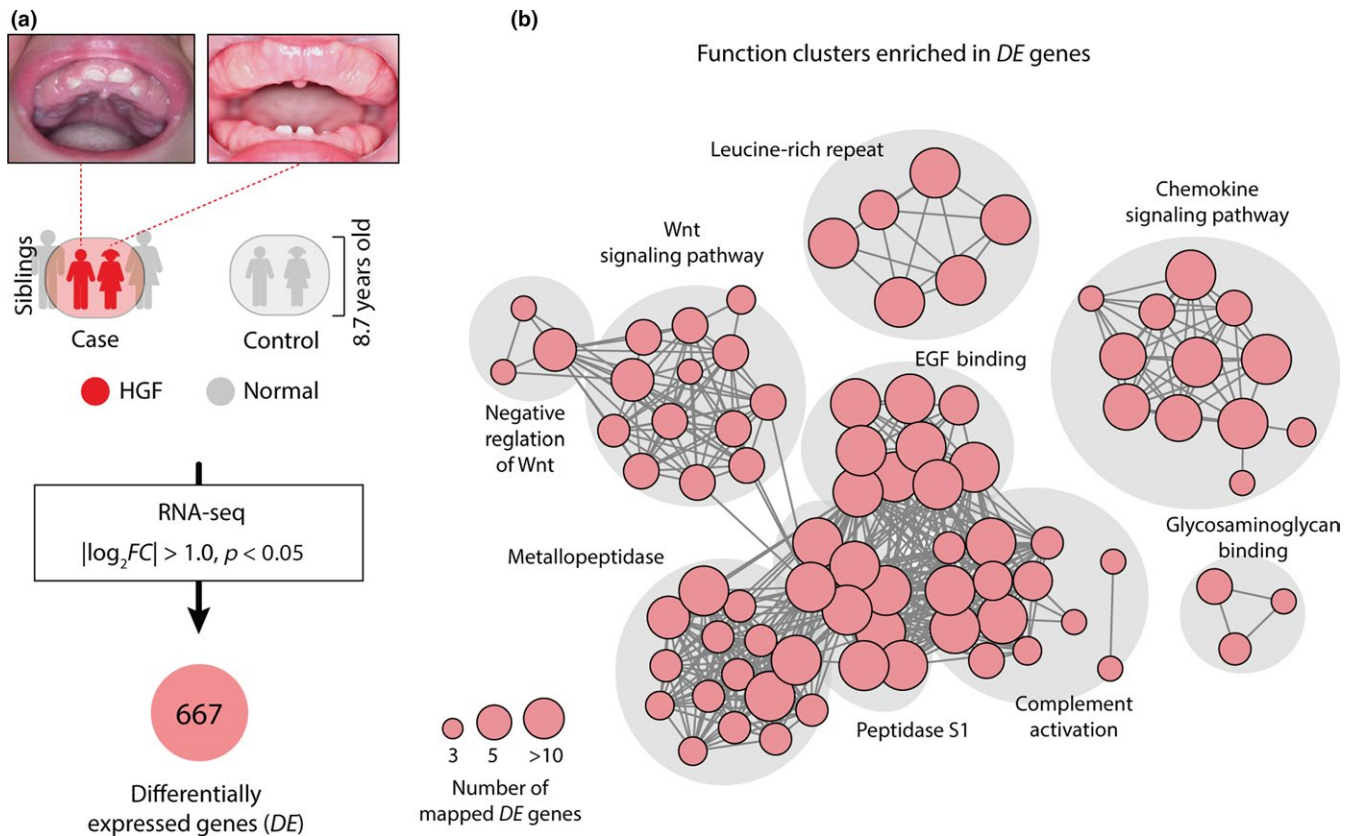 (a)
Siblings
Case
Control
8.7 years old
HGF
Normal
RNA-seq
|log₂FC| > 1.0, p < 0.05
667
Differentially
expressed genes (DE)
(b)
Function clusters enriched in DE genes
Leucine-rich repeat
Chemokine
signaling pathway
Wnt
signaling pathway
EGF binding
Negative
reglation
of Wnt
Metallopeptidase
Glycosaminoglycan
binding
Complement
activation
Peptidase S1
3
5
>10
Number of
mapped DE genes